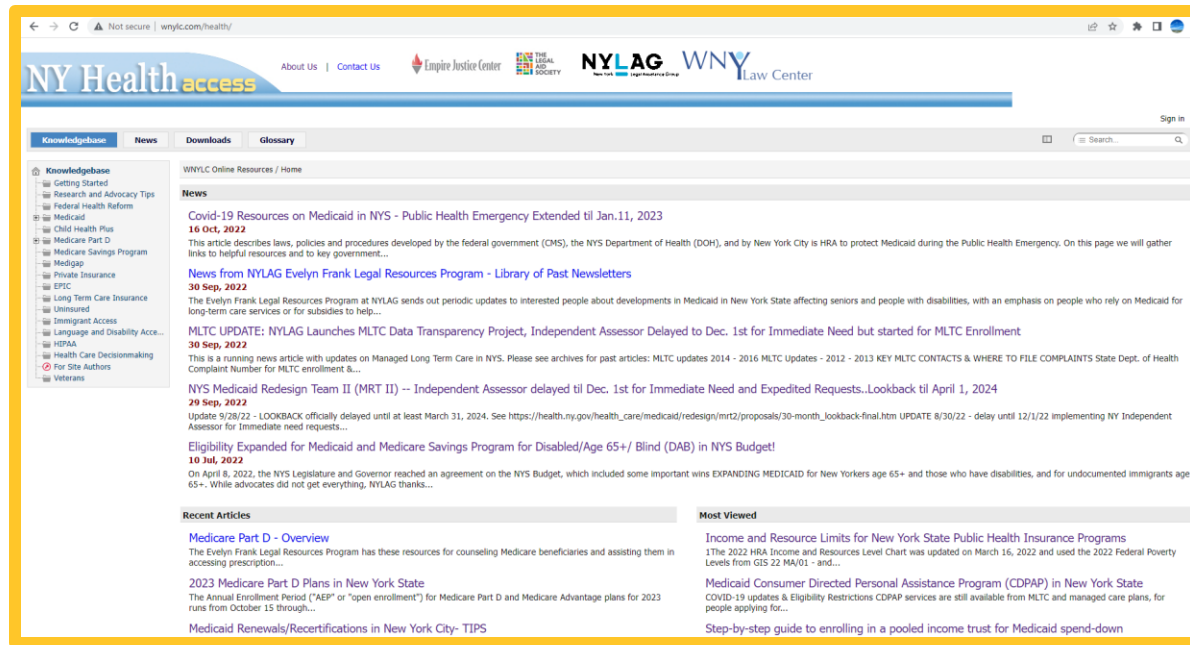 Not secure | wnylc.com/health/
NY Health access
About Us | Contact Us
Empire Justice Center
THE LEGAL AID SOCIETY
NYLAG
WNY Law Center
Sign in
Knowledgebase News Downloads Glossary
Search...
Knowledgebase
Getting Started
Research and Advocacy Tips
Federal Health Reform
Medicaid
Child Health Plus
Medicare Part D
Medicare Savings Program
Medigap
Private Insurance
EPIC
Long Term Care Insurance
Uninsured
Immigrant Access
Language and Disability Acce...
HIPAA
Health Care Decisionmaking
For Site Authors
Veterans
WNYLC Online Resources / Home
News
Covid-19 Resources on Medicaid in NYS - Public Health Emergency Extended til Jan.11, 2023
16 Oct, 2022
This article describes laws, policies and procedures developed by the federal government (CMS), the NYS Department of Health (DOH), and by New York City is HRA to protect Medicaid during the Public Health Emergency. On this page we will gather
links to helpful resources and to key government...
News from NYLAG Evelyn Frank Legal Resources Program - Library of Past Newsletters
30 Sep, 2022
The Evelyn Frank Legal Resources Program at NYLAG sends out periodic updates to interested people about developments in Medicaid in New York State affecting seniors and people with disabilities, with an emphasis on people who rely on Medicaid for
long-term care services or for subsidies to help...
MLTC UPDATE: NYLAG Launches MLTC Data Transparency Project, Independent Assessor Delayed to Dec. 1st for Immediate Need but started for MLTC Enrollment
30 Sep, 2022
This is a running news article with updates on Managed Long Term Care in NYS. Please see archives for past articles: MLTC updates 2014 - 2016 MLTC Updates - 2012 - 2013 KEY MLTC CONTACTS & WHERE TO FILE COMPLAINTS State Dept. of Health
Complaint Number for MLTC enrollment &...
NYS Medicaid Redesign Team II (MRT II) -- Independent Assessor delayed til Dec. 1st for Immediate Need and Expedited Requests..Lookback til April 1, 2024
29 Sep, 2022
Update 9/28/22 - LOOKBACK officially delayed until at least March 31, 2024. See https://health.ny.gov/health_care/medicaid/redesign/mrt2/proposals/30-month_lookback-final.htm UPDATE 8/30/22 - delay until 12/1/22 implementing NY Independent
Assessor for Immediate need requests...
Eligibility Expanded for Medicaid and Medicare Savings Program for Disabled/Age 65+/ Blind (DAB) in NYS Budget!
10 Jul, 2022
On April 8, 2022, the NYS Legislature and Governor reached an agreement on the NYS Budget, which included some important wins EXPANDING MEDICAID for New Yorkers age 65+ and those who have disabilities, and for undocumented immigrants age
65+. While advocates did not get everything, NYLAG thanks...
Recent Articles
Medicare Part D - Overview
The Evelyn Frank Legal Resources Program has these resources for counseling Medicare beneficiaries and assisting them in
accessing prescription...
2023 Medicare Part D Plans in New York State
The Annual Enrollment Period ("AEP" or "open enrollment") for Medicare Part D and Medicare Advantage plans for 2023
runs from October 15 through...
Medicaid Renewals/Recertifications in New York City- TIPS
Most Viewed
Income and Resource Limits for New York State Public Health Insurance Programs
1The 2022 HRA Income and Resources Level Chart was updated on March 16, 2022 and used the 2022 Federal Poverty
Levels from GIS 22 MA/01 - and...
Medicaid Consumer Directed Personal Assistance Program (CDPAP) in New York State
COVID-19 updates & Eligibility Restrictions CDPAP services are still available from MLTC and managed care plans, for
people applying for...
Step-by-step guide to enrolling in a pooled income trust for Medicaid spend-down